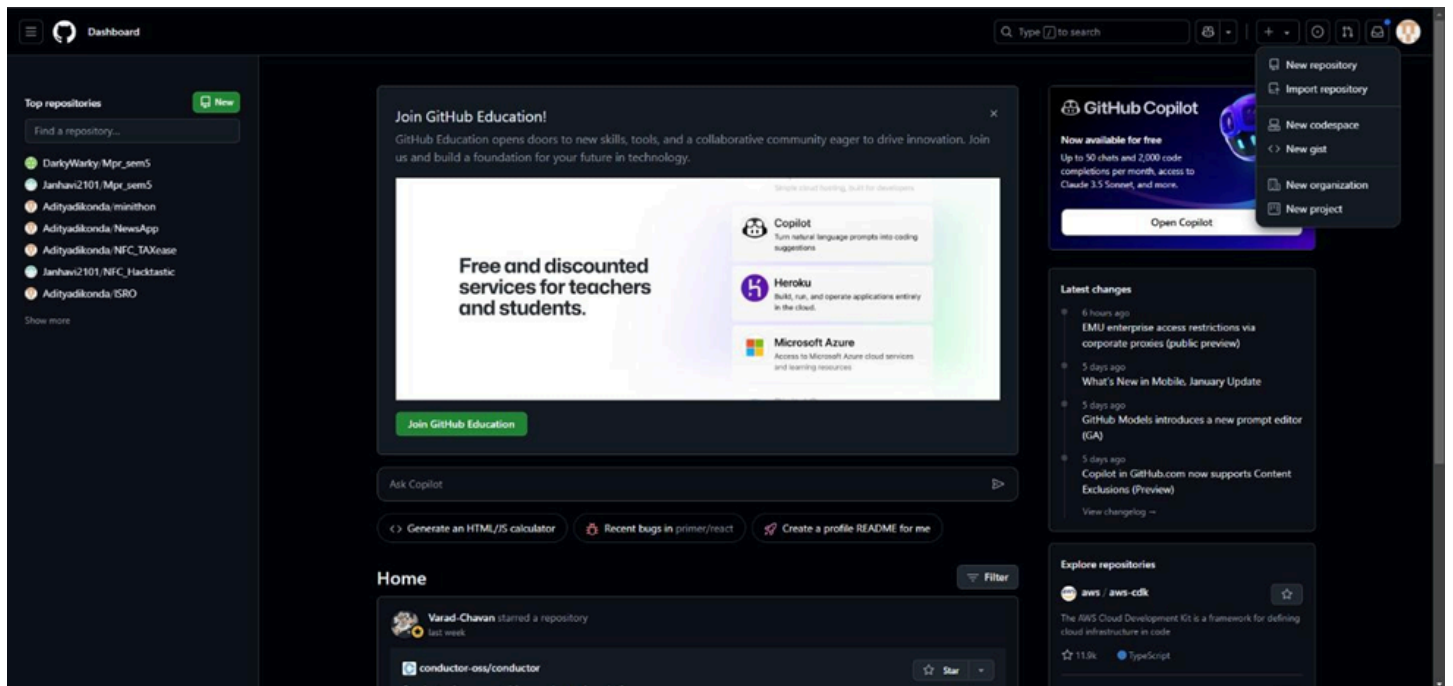 Dashboard
Type / to search
Top repositories
New
Find a repository...
DarkyWarky/Mpr_sem5
Janhavi2101/Mpr_sem5
Adityadikonda/minithon
Adityadikonda/NewsApp
Adityadikonda/NFC_TAXease
Janhavi2101/NFC_Hacktastic
Adityadikonda/ISRO
Show more
Join GitHub Education!
GitHub Education opens doors to new skills, tools, and a collaborative community eager to drive innovation. Join
us and build a foundation for your future in technology.
Free and discounted
services for teachers
and students.
Simple cloud hosting, built for developers
Copilot
Turn natural language prompts into coding
suggestions
Heroku
Build, run, and operate applications entirely
in the cloud.
Microsoft Azure
Access to Microsoft Azure cloud services
and learning resources
Join GitHub Education
Ask Copilot
Generate an HTML/JS calculator
Recent bugs in primer/react
Create a profile README for me
Home
Filter
Varad-Chavan starred a repository
last week
conductor-oss/conductor
Star
GitHub Copilot
Now available for free
Up to 50 chats and 2,000 code
completions per month, access to
Claude 3.5 Sonnet, and more.
Open Copilot
New repository
Import repository
New codespace
New gist
New organization
New project
Latest changes
6 hours ago
EMU enterprise access restrictions via
corporate proxies (public preview)
5 days ago
What's New in Mobile, January Update
5 days ago
GitHub Models introduces a new prompt editor
(GA)
5 days ago
Copilot in GitHub.com now supports Content
Exclusions (Preview)
View changelog →
Explore repositories
aws / aws-cdk
The AWS Cloud Development Kit is a framework for defining
cloud infrastructure in code
11.9k
TypeScript